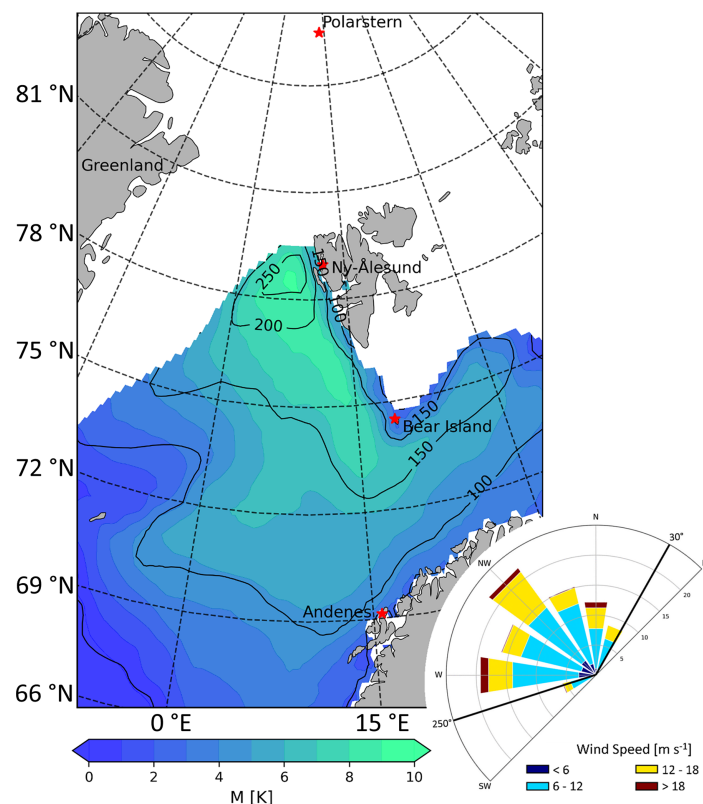 Polarstern
81 °N
Greenland
78 °N
250
150
Ny-Ålesund
200
100
75 °N
150
Bear Island
150
72 °N
100
N
30°
NW
20
15
10
5
W
250°
SW
69 °N
Andenes
66 °N
0 °E
15 °E
0
2
4
6
8
10
M [K]
Wind Speed [m s⁻¹]
< 6
12 - 18
6 - 12
> 18